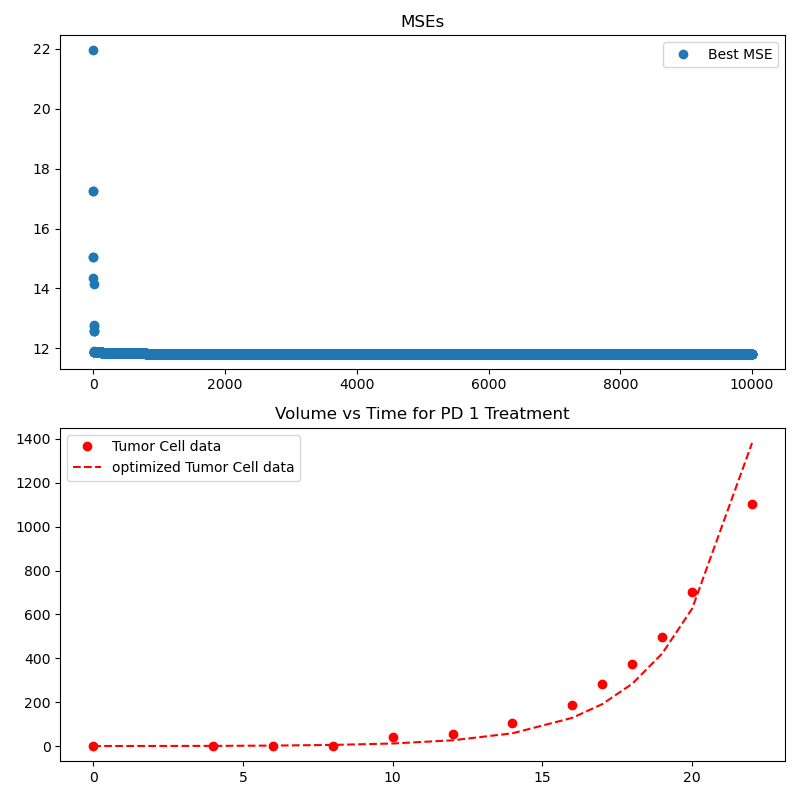 MSEs
Best MSE
22
20
18
16
14
12
0 2000 4000 6000 8000 10000
Volume vs Time for PD 1 Treatment
Tumor Cell data
optimized Tumor Cell data
1400
1200
1000
800
600
400
200
0
0 5 10 15 20